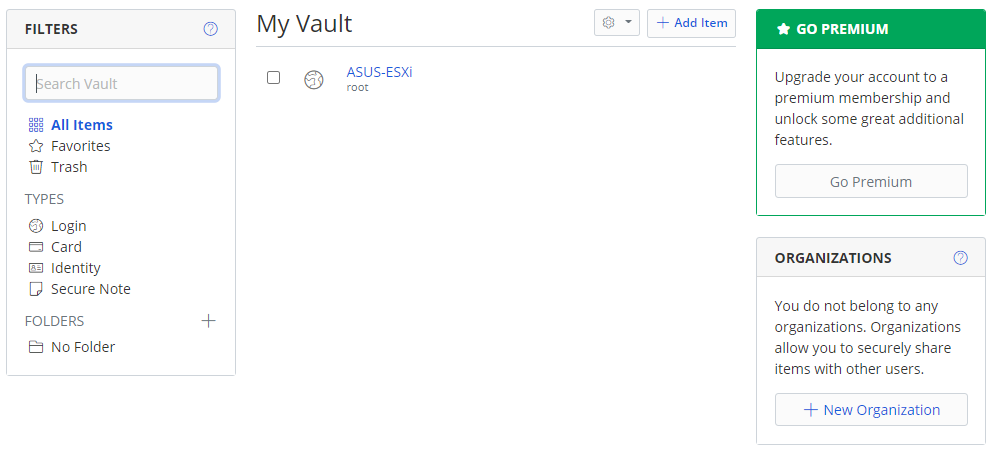 FILTERS
Search Vault
All Items
Favorites
Trash
TYPES
Login
Card
Identity
Secure Note
FOLDERS
No Folder
My Vault
Add Item
ASUS-ESXi
root
GO PREMIUM
Upgrade your account to a
premium membership and
unlock some great additional
features.
Go Premium
ORGANIZATIONS
You do not belong to any
organizations. Organizations
allow you to securely share
items with other users.
New Organization